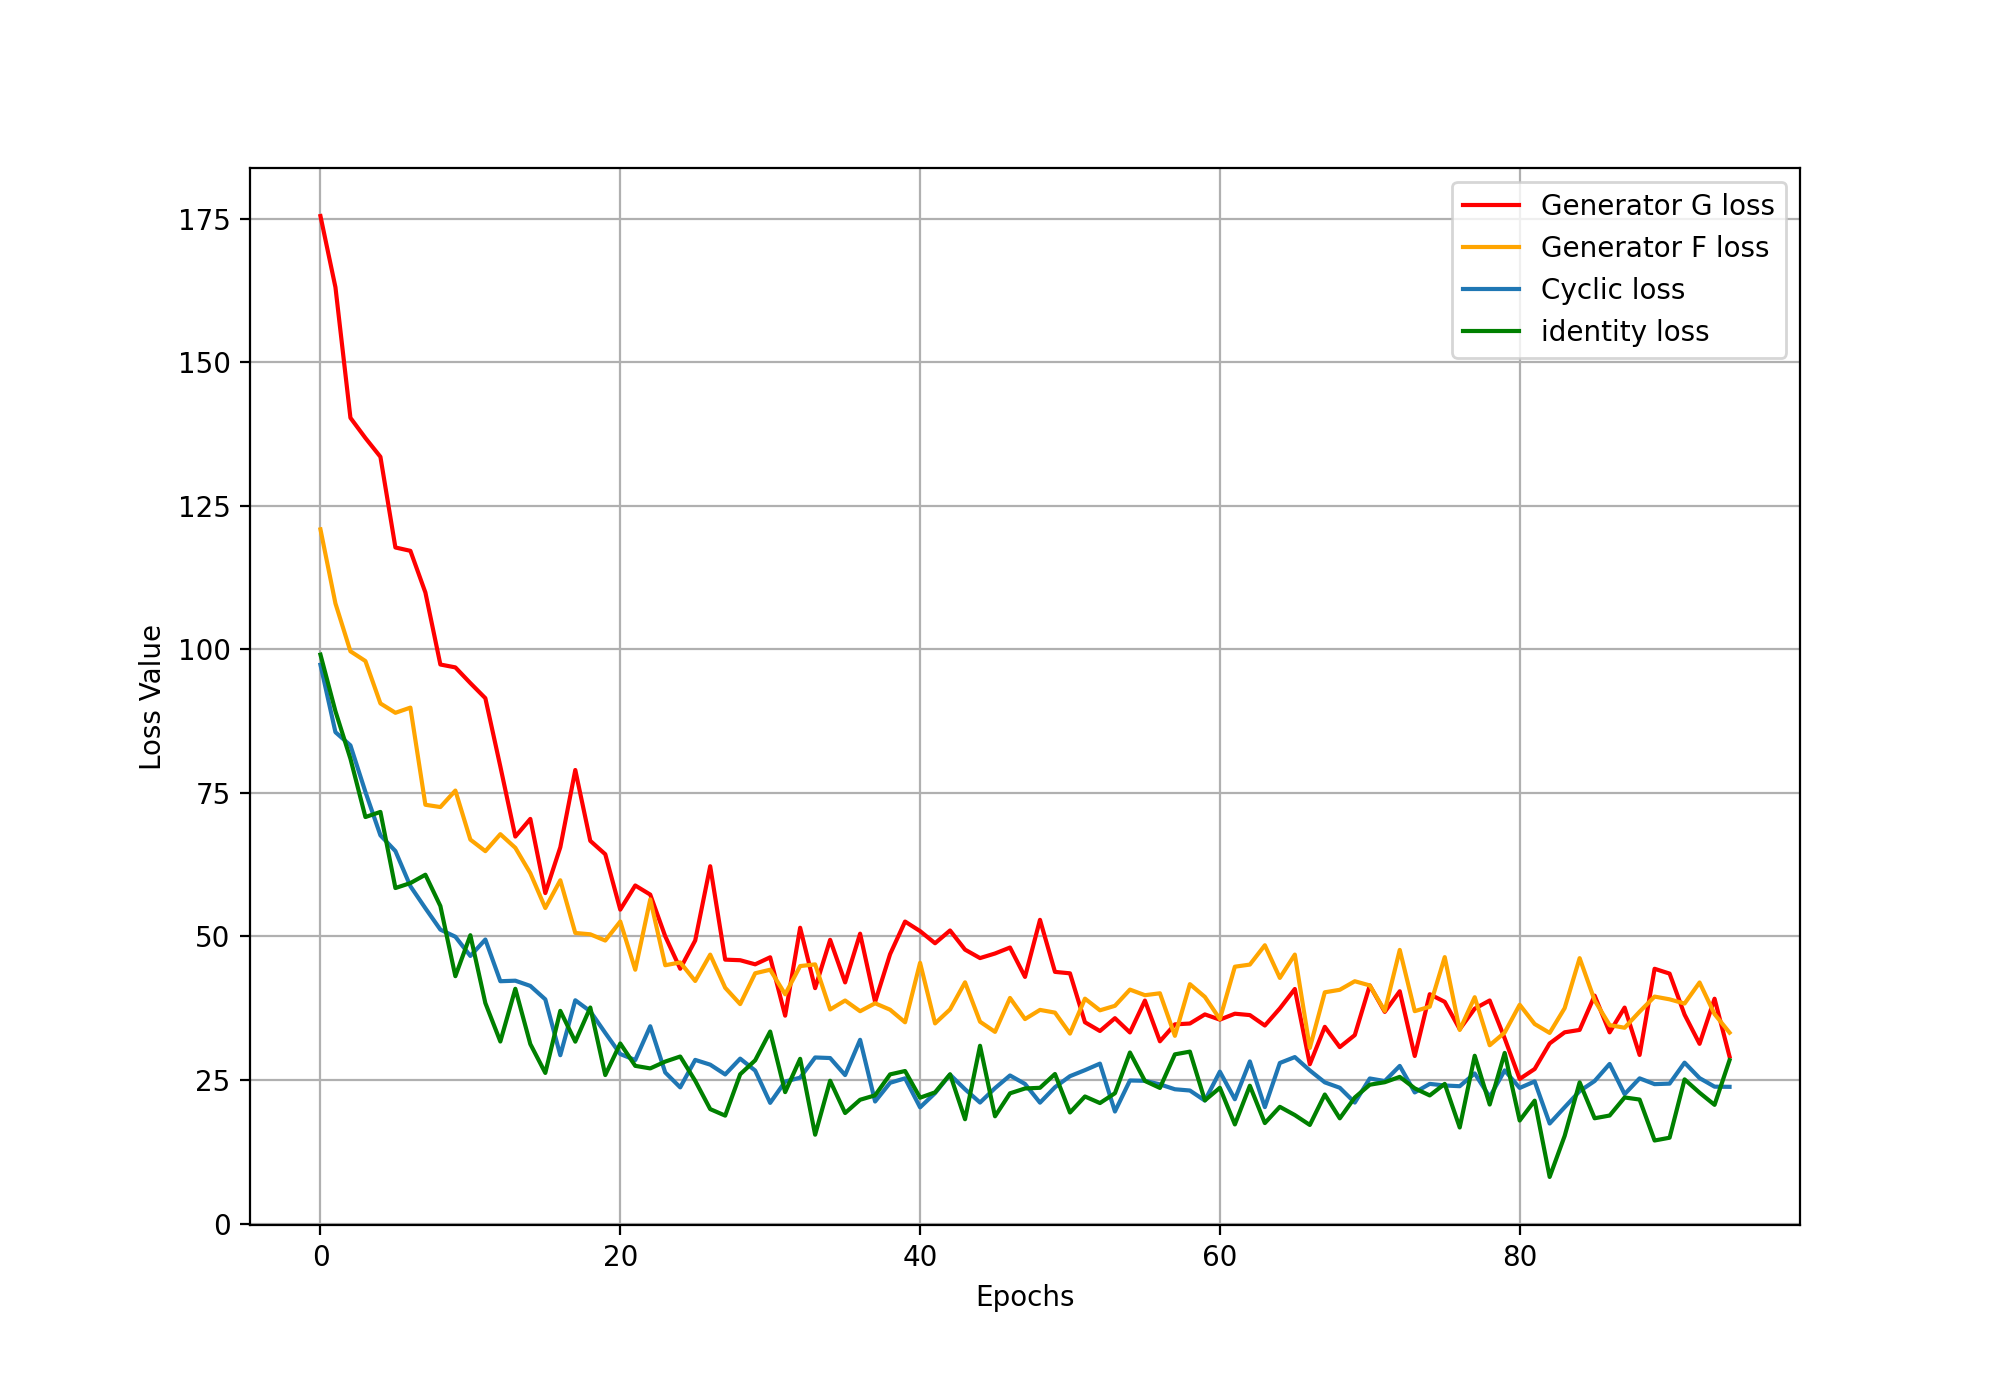 Generator G loss
Generator F loss
Cyclic loss
identity loss
175
150
125
100
75
50
25
0
Loss Value
0 20 40 60 80
Epochs